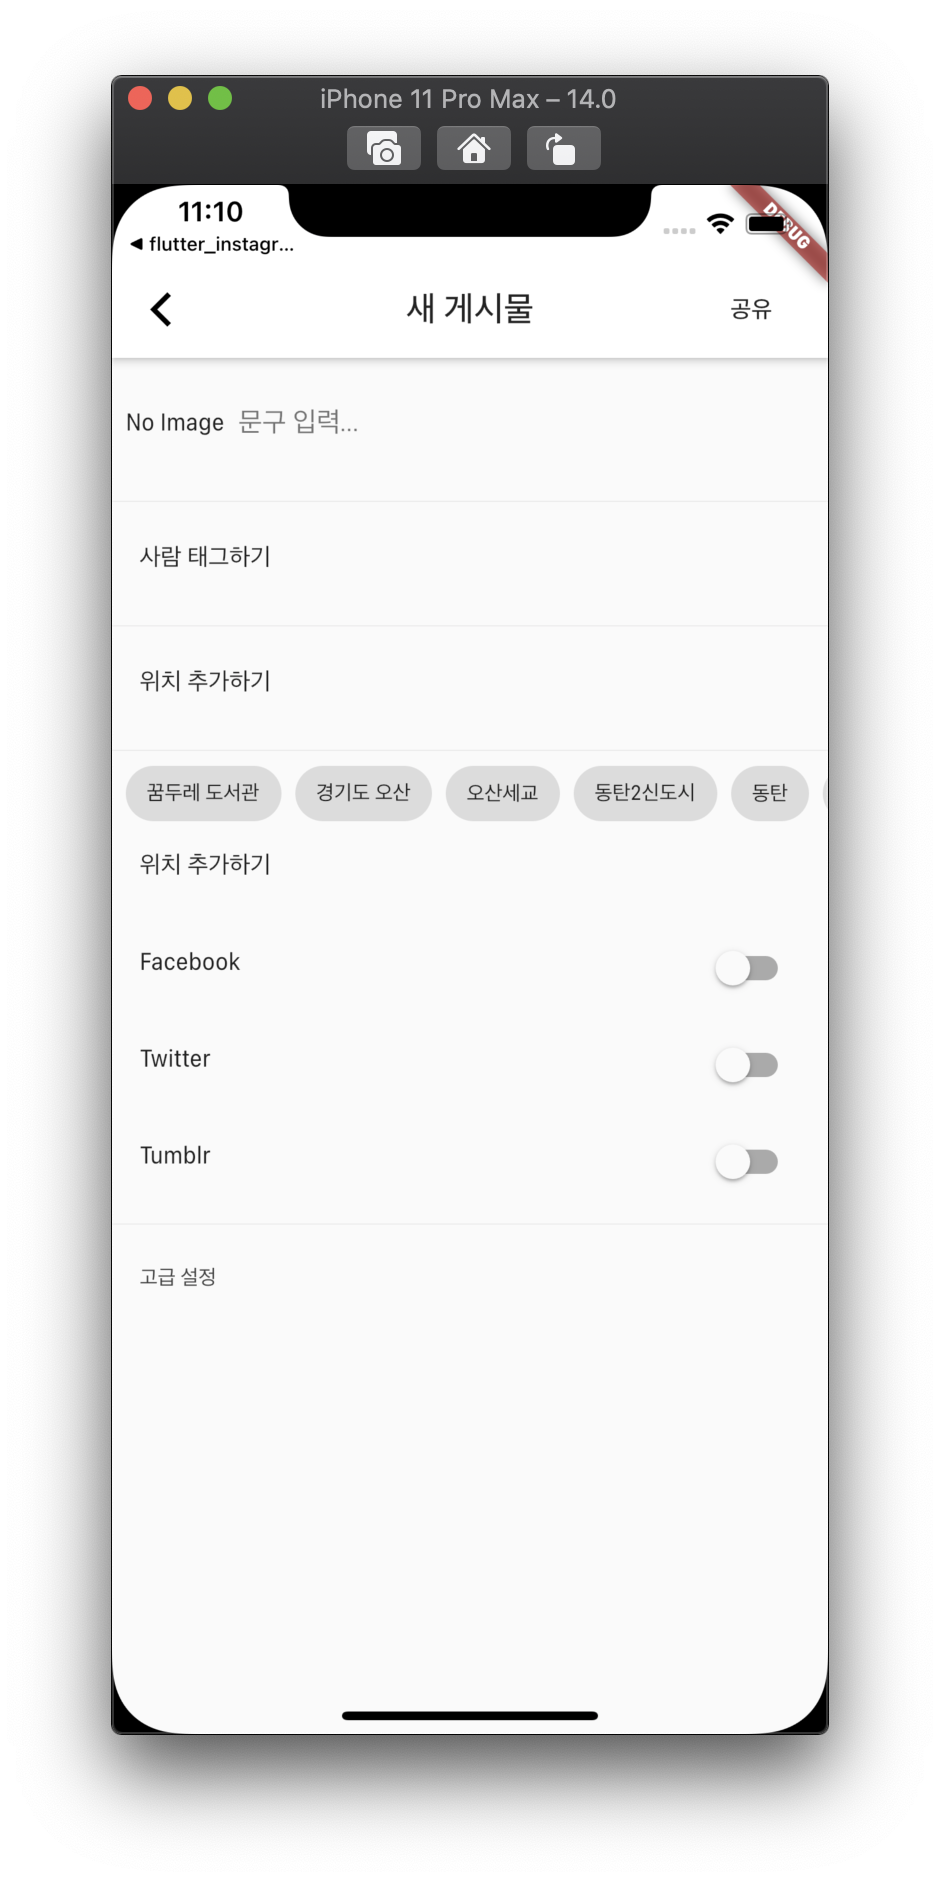 iPhone 11 Pro Max – 14.0
11:10
◀ flutter_instagr...
DEBUG
새 게시물
공유
No Image 문구 입력...
사람 태그하기
위치 추가하기
꿈두레 도서관 경기도 오산 오산세교 동탄2신도시 동탄
위치 추가하기
Facebook
Twitter
Tumblr
고급 설정